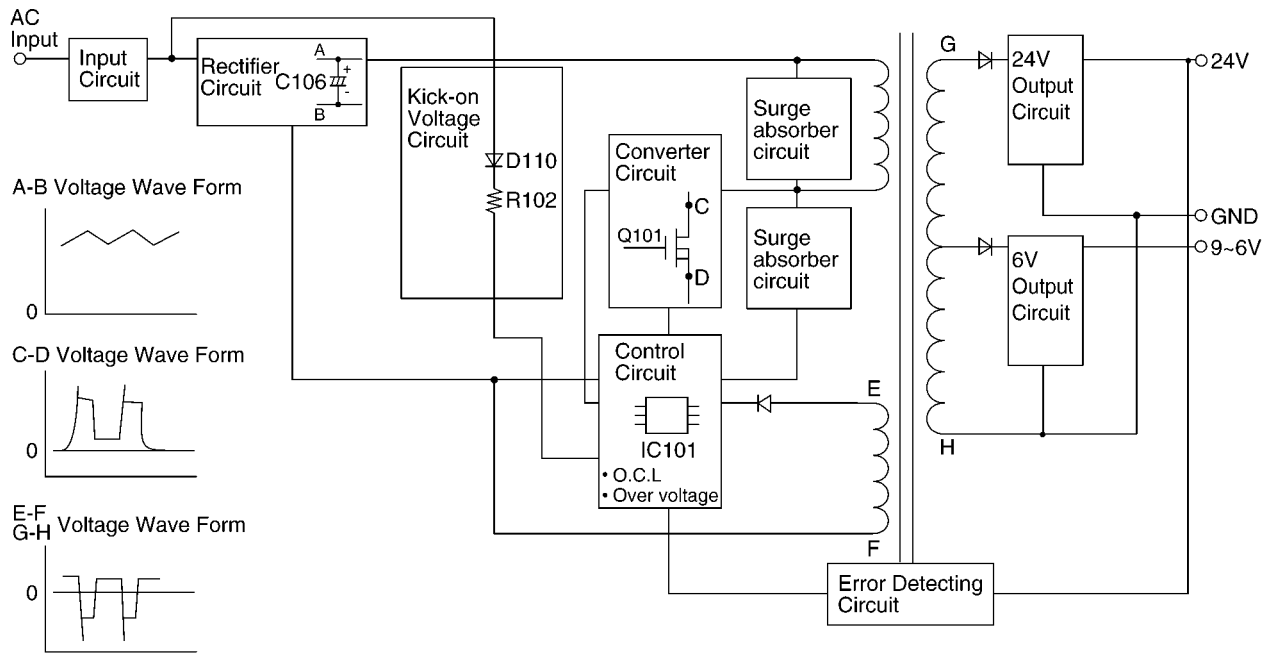 AC
Input
Input
Circuit
Rectifier
Circuit
A
C106
+
-
B
Kick-on
Voltage
Circuit
D110
R102
Converter
Circuit
C
Q101
D
Surge
absorber
circuit
Surge
absorber
circuit
Control
Circuit
IC101
• O.C.L
• Over voltage
E
F
G
H
24V
Output
Circuit
6V
Output
Circuit
24V
GND
9~6V
Error Detecting
Circuit
A-B Voltage Wave Form
0
C-D Voltage Wave Form
0
E-F
G-H Voltage Wave Form
0